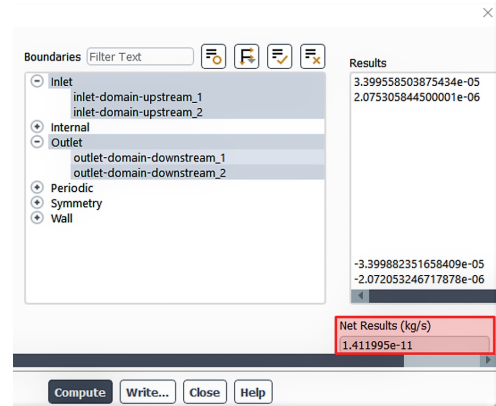 Boundaries Filter Text
Inlet
inlet-domain-upstream_1
inlet-domain-upstream_2
Internal
Outlet
outlet-domain-downstream_1
outlet-domain-downstream_2
Periodic
Symmetry
Wall
Results
3.399558503875434e-05
2.075305844500001e-06
-3.399882351658409e-05
-2.072053246717878e-06
Net Results (kg/s)
1.411995e-11
Compute Write... Close Help